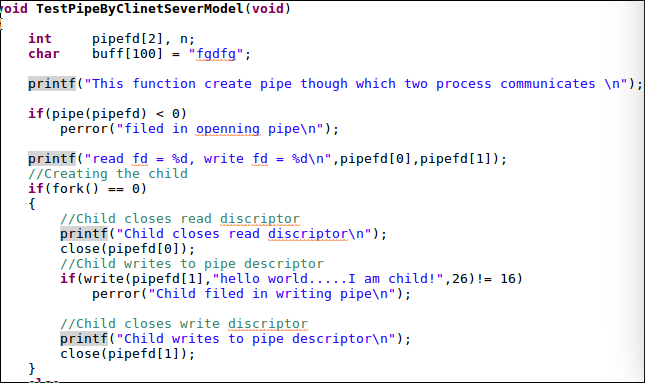 void TestPipeByClinetSeverModel(void)
int pipefd[2], n;
char buff[100] = "fgdfg";
printf("This function create pipe though which two process communicates \n");
if(pipe(pipefd) < 0)
perror("filed in openning pipe\n");
printf("read fd = %d, write fd = %d\n",pipefd[0],pipefd[1]);
//Creating the child
if(fork() == 0)
{
//Child closes read discriptor
printf("Child closes read discriptor\n");
close(pipefd[0]);
//Child writes to pipe descriptor
if(write(pipefd[1],"hello world.....I am child!",26)!= 16)
perror("Child filed in writing pipe\n");
//Child closes write discriptor
printf("Child writes to pipe descriptor\n");
close(pipefd[1]);
}